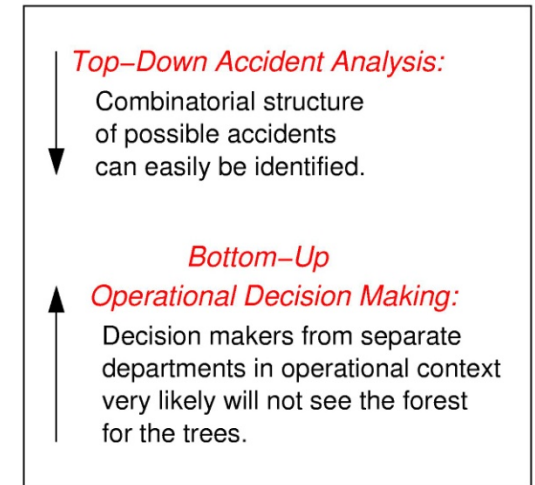 Top–Down Accident Analysis:
Combinatorial structure
of possible accidents
can easily be identified.
Bottom–Up
Operational Decision Making:
Decision makers from separate
departments in operational context
very likely will not see the forest
for the trees.